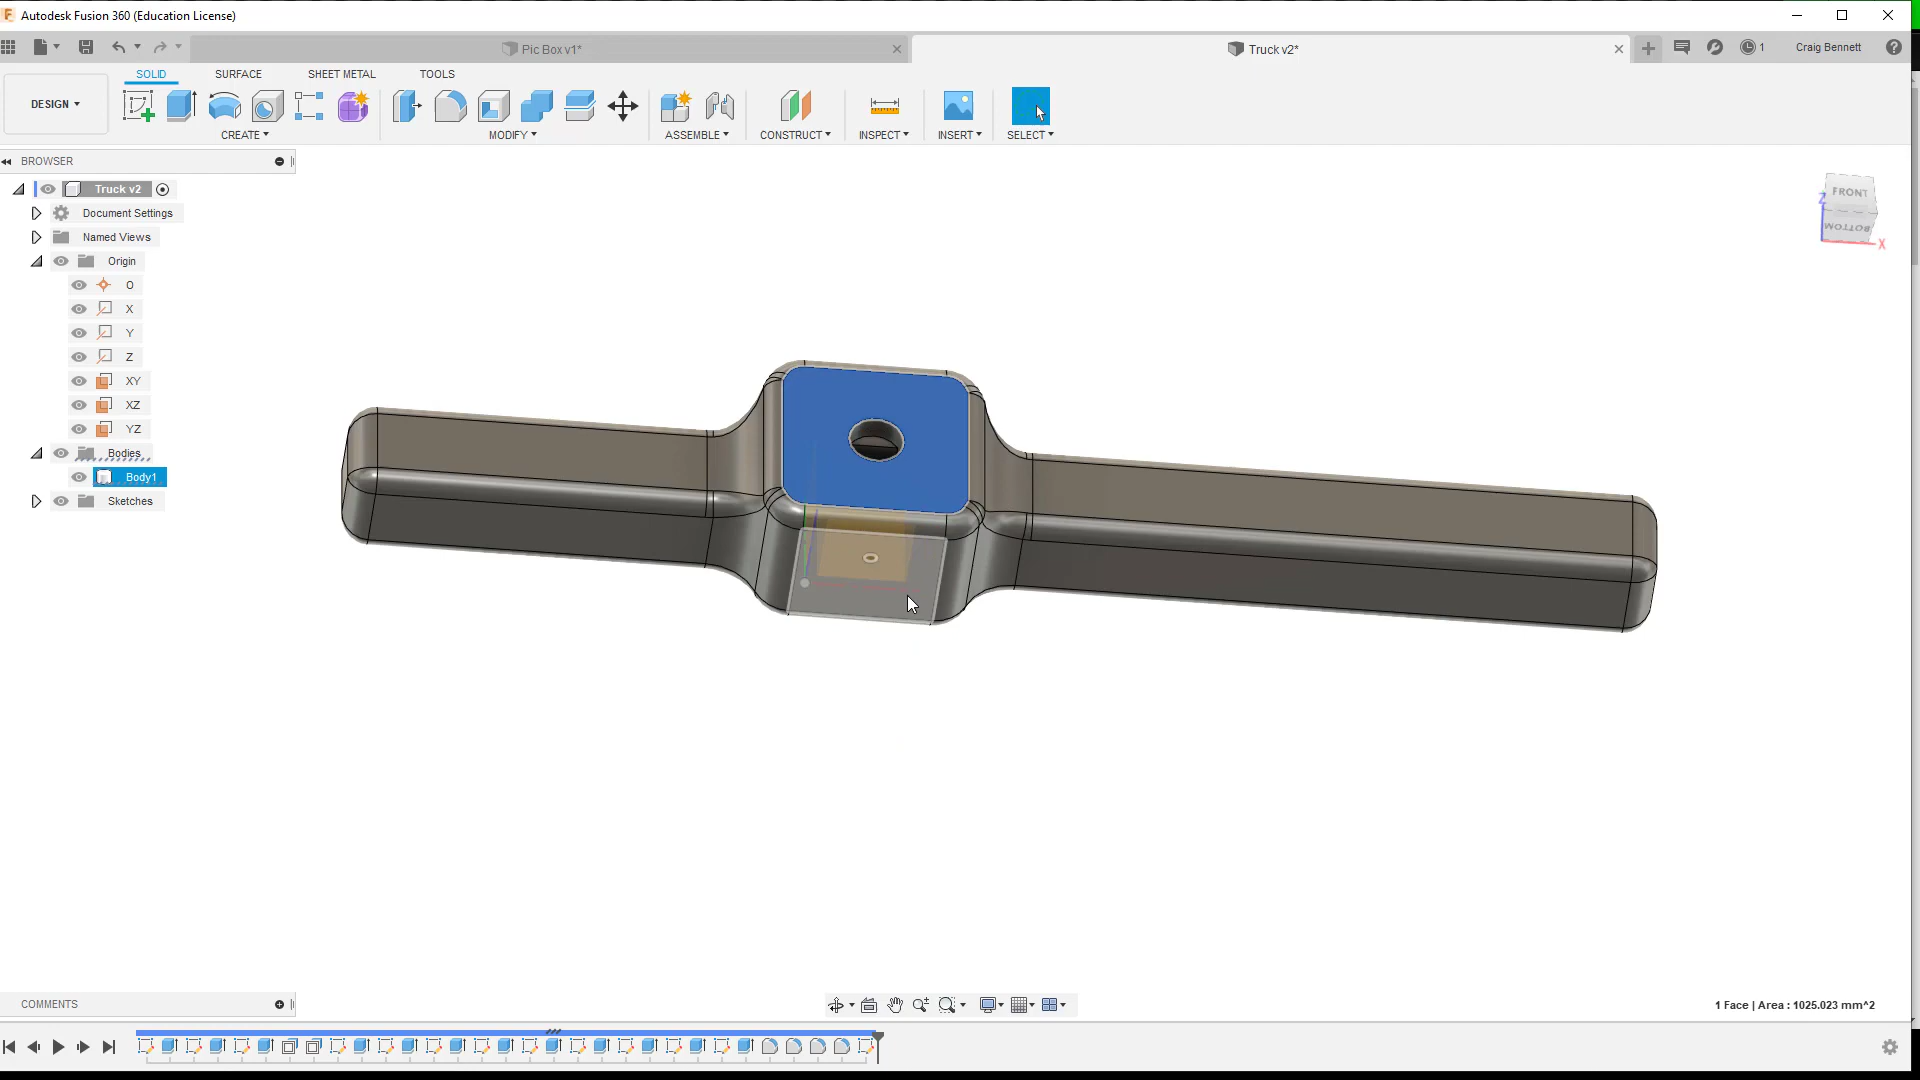 Autodesk Fusion 360 (Education License)
Pic Box v1*
Truck v2*
1
Craig Bennett
DESIGN
SOLID
SURFACE
SHEET METAL
TOOLS
CREATE
MODIFY
ASSEMBLE
CONSTRUCT
INSPECT
INSERT
SELECT
BROWSER
Truck v2
Document Settings
Named Views
Origin
O
X
Y
Z
XY
XZ
YZ
Bodies
Body1
Sketches
FRONT
BOTTOM
Z
X
COMMENTS
1 Face | Area : 1025.023 mm^2